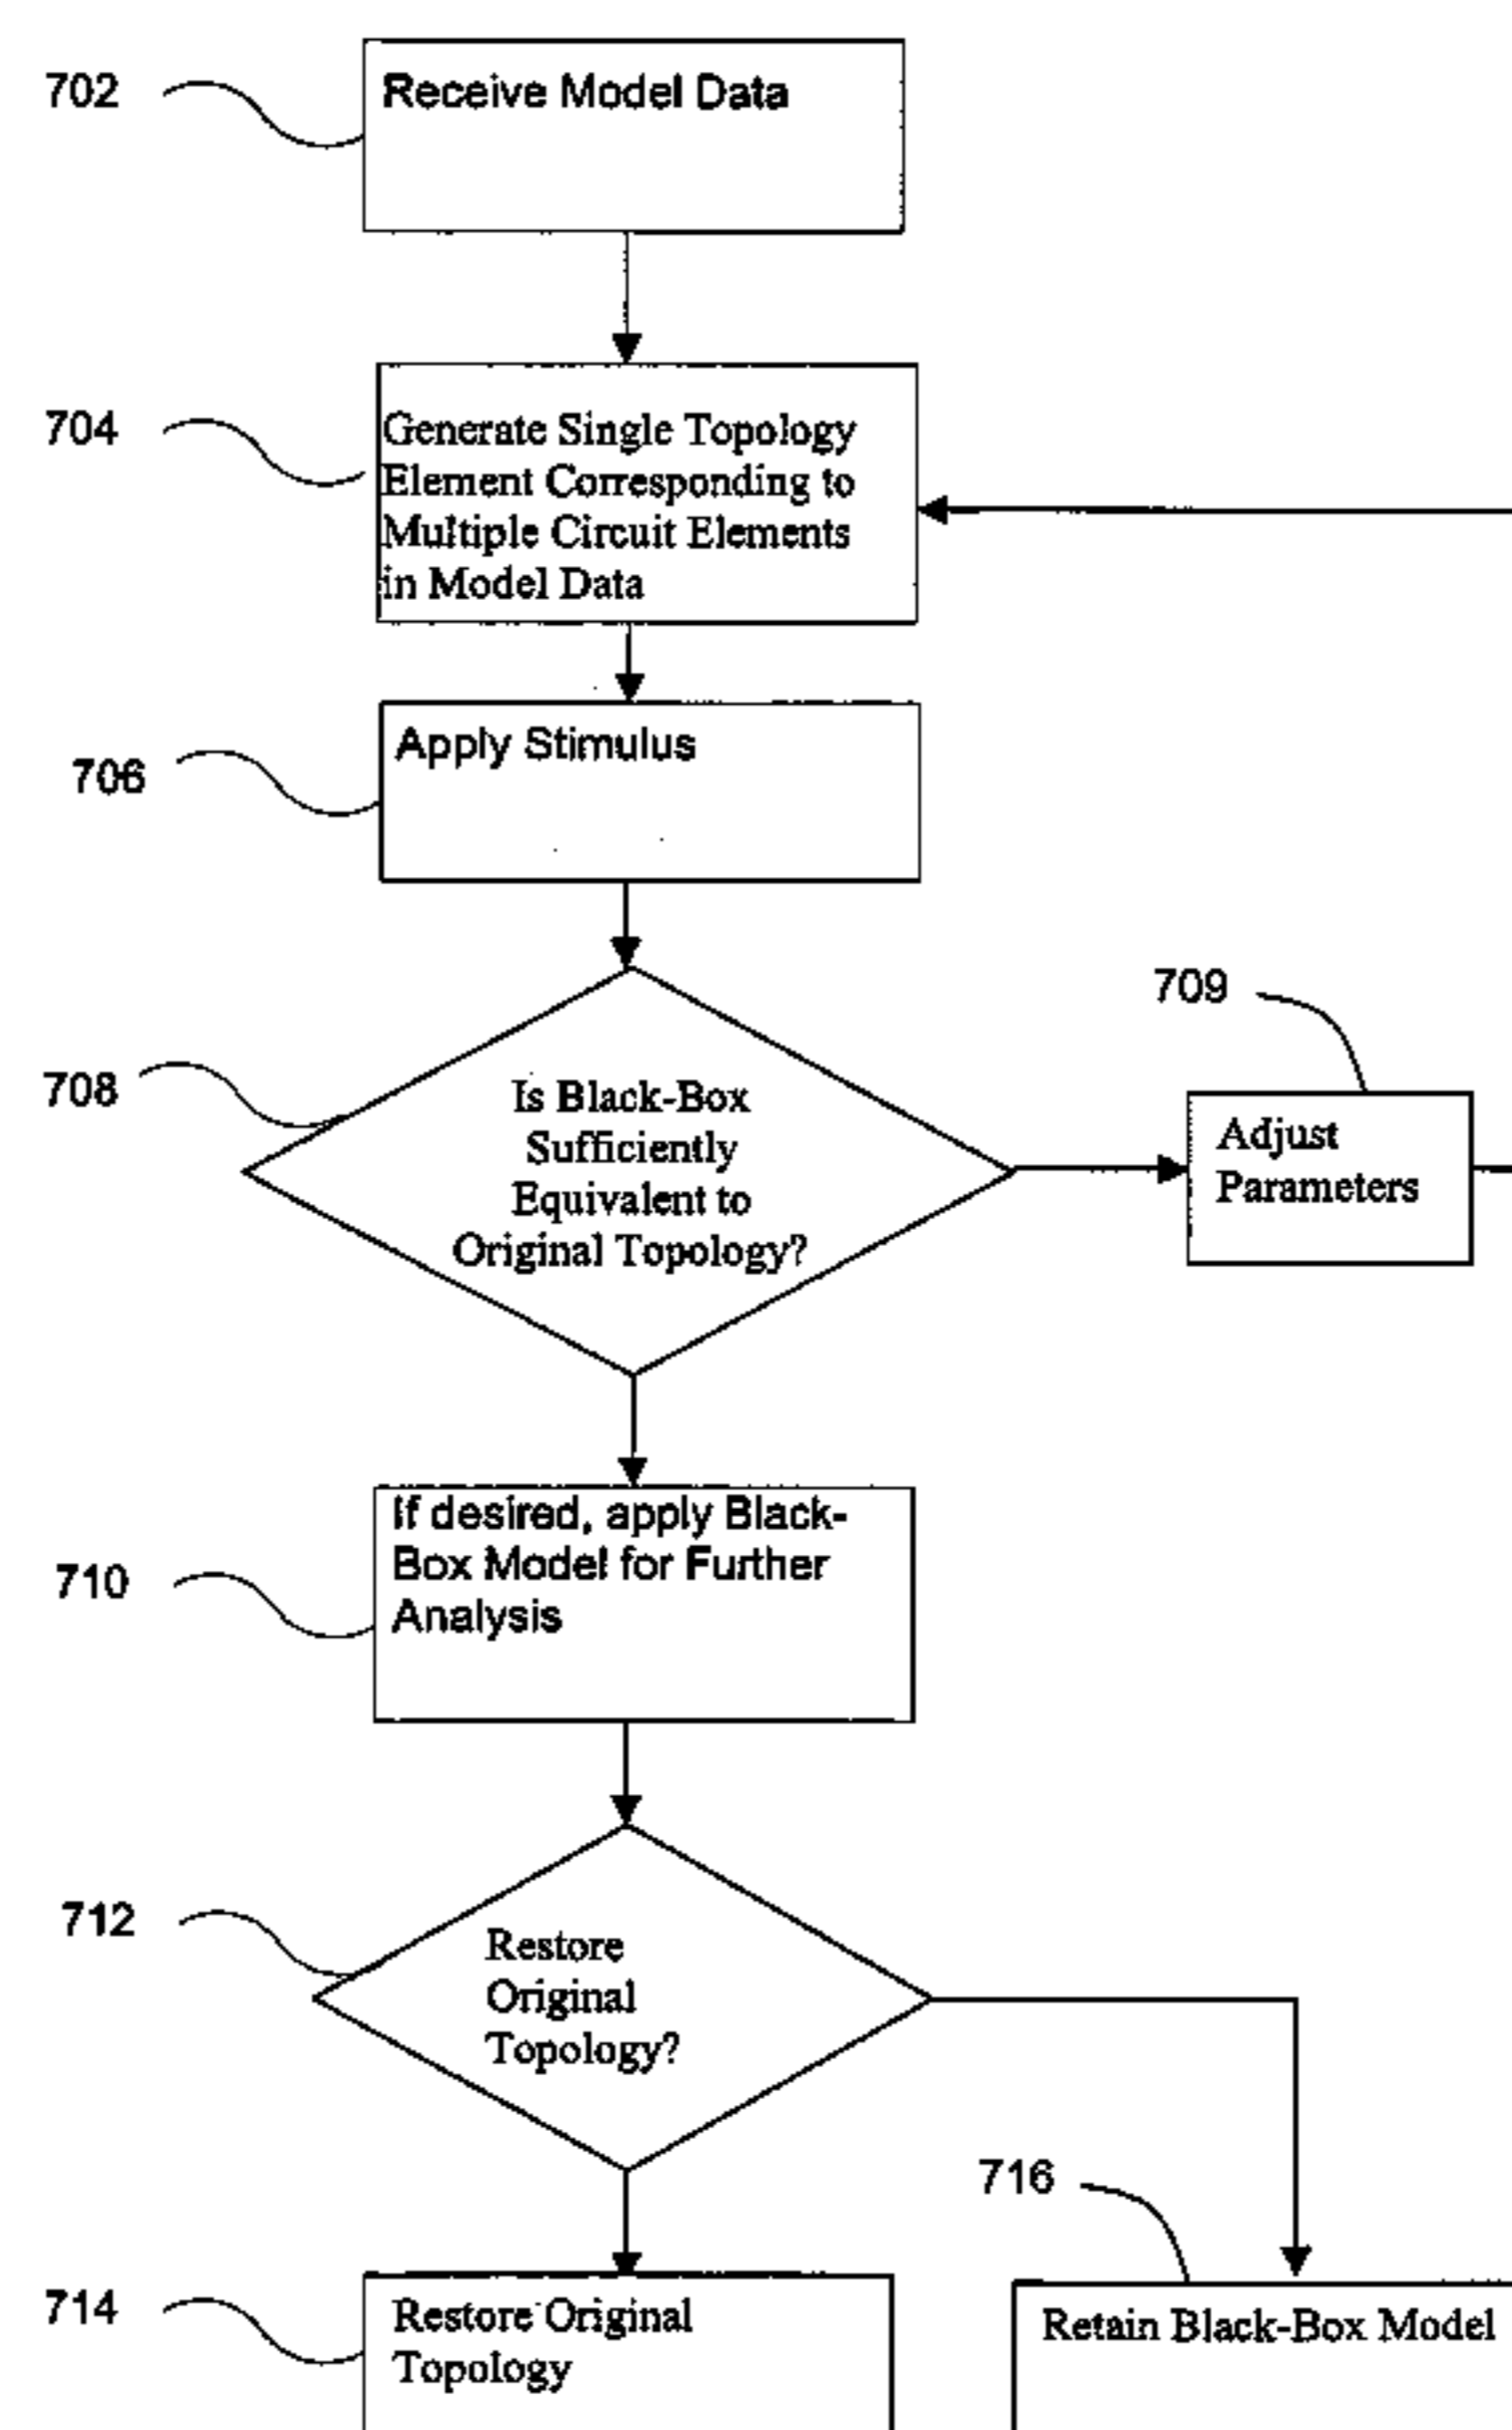 702
Receive Model Data
704
Generate Single Topology
Element Corresponding to
Multiple Circuit Elements
in Model Data
706
Apply Stimulus
708
Is Black-Box
Sufficiently
Equivalent to
Original Topology?
709
Adjust
Parameters
710
If desired, apply Black-
Box Model for Further
Analysis
712
Restore
Original
Topology?
714
Restore Original
Topology
716
Retain Black-Box Model